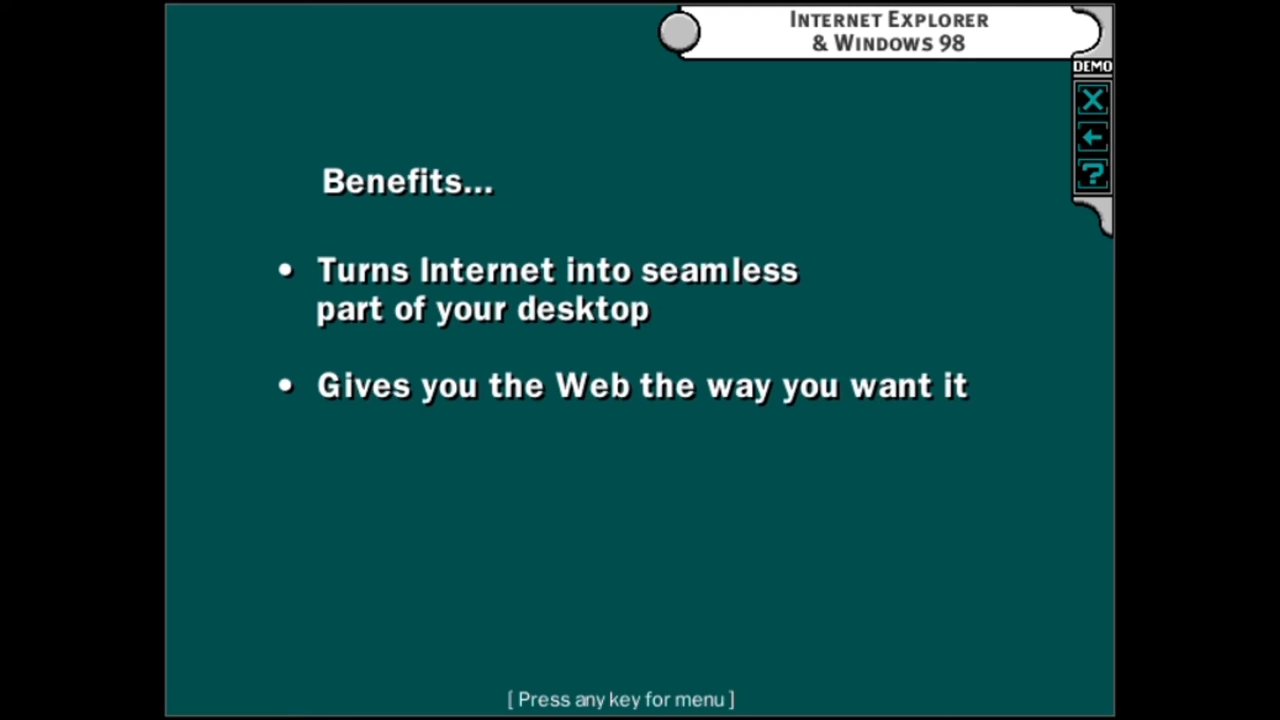 INTERNET EXPLORER
& WINDOWS 98
DEMO
?
Benefits...
• Turns Internet into seamless
part of your desktop
• Gives you the Web the way you want it
[ Press any key for menu ]